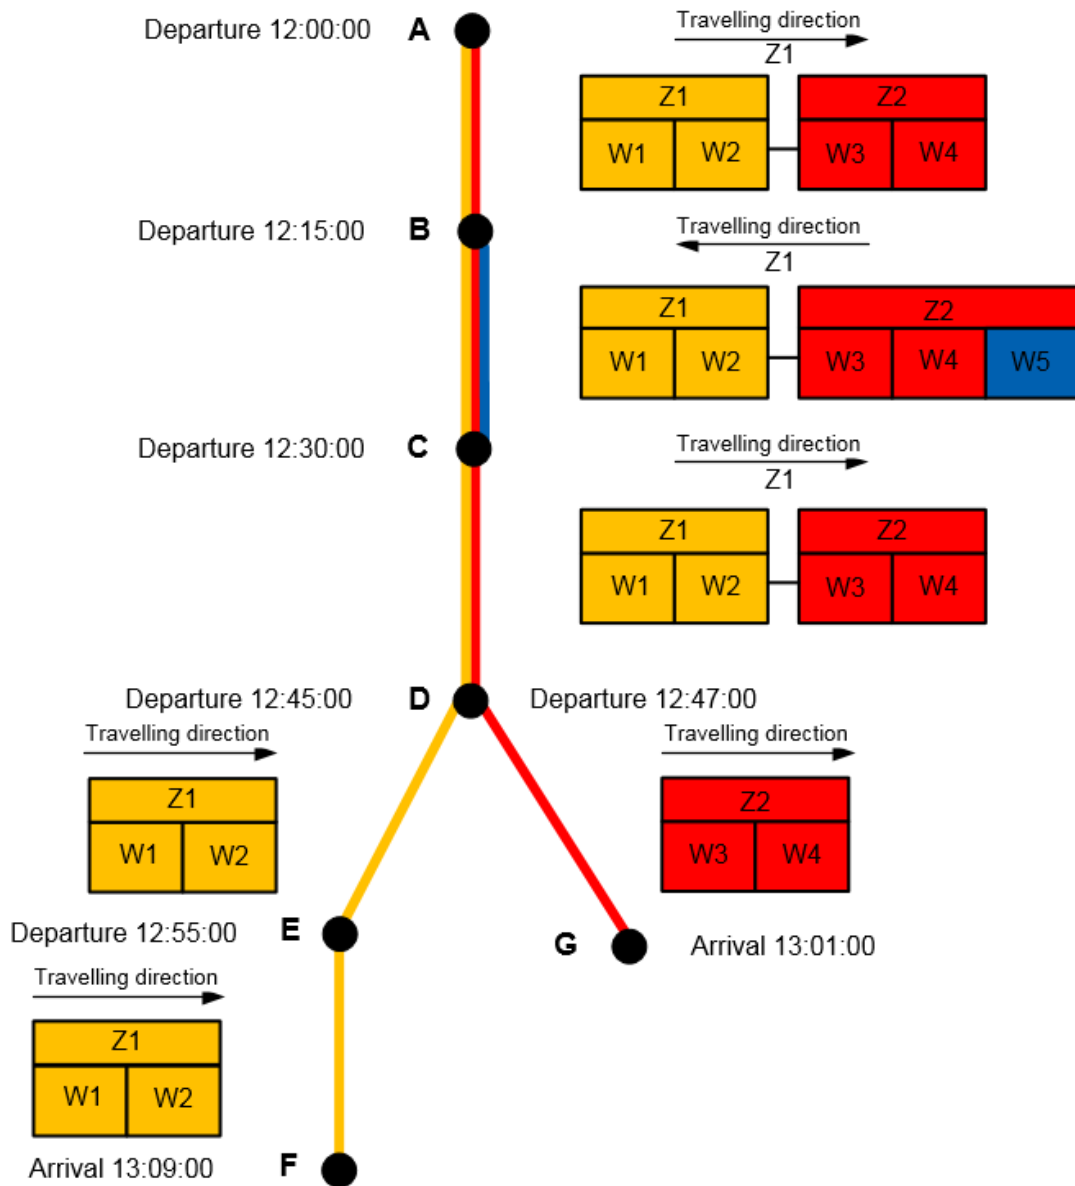 Departure 12:00:00
A
Travelling direction
Z1
Z1
Z2
W1
W2
W3
W4
Departure 12:15:00
B
Travelling direction
Z1
Z1
Z2
W1
W2
W3
W4
W5
Departure 12:30:00
C
Travelling direction
Z1
Z1
Z2
W1
W2
W3
W4
Departure 12:45:00
D
Departure 12:47:00
Travelling direction
Z1
W1
W2
Travelling direction
Z2
W3
W4
Departure 12:55:00
E
G
Arrival 13:01:00
Travelling direction
Z1
W1
W2
Arrival 13:09:00
F